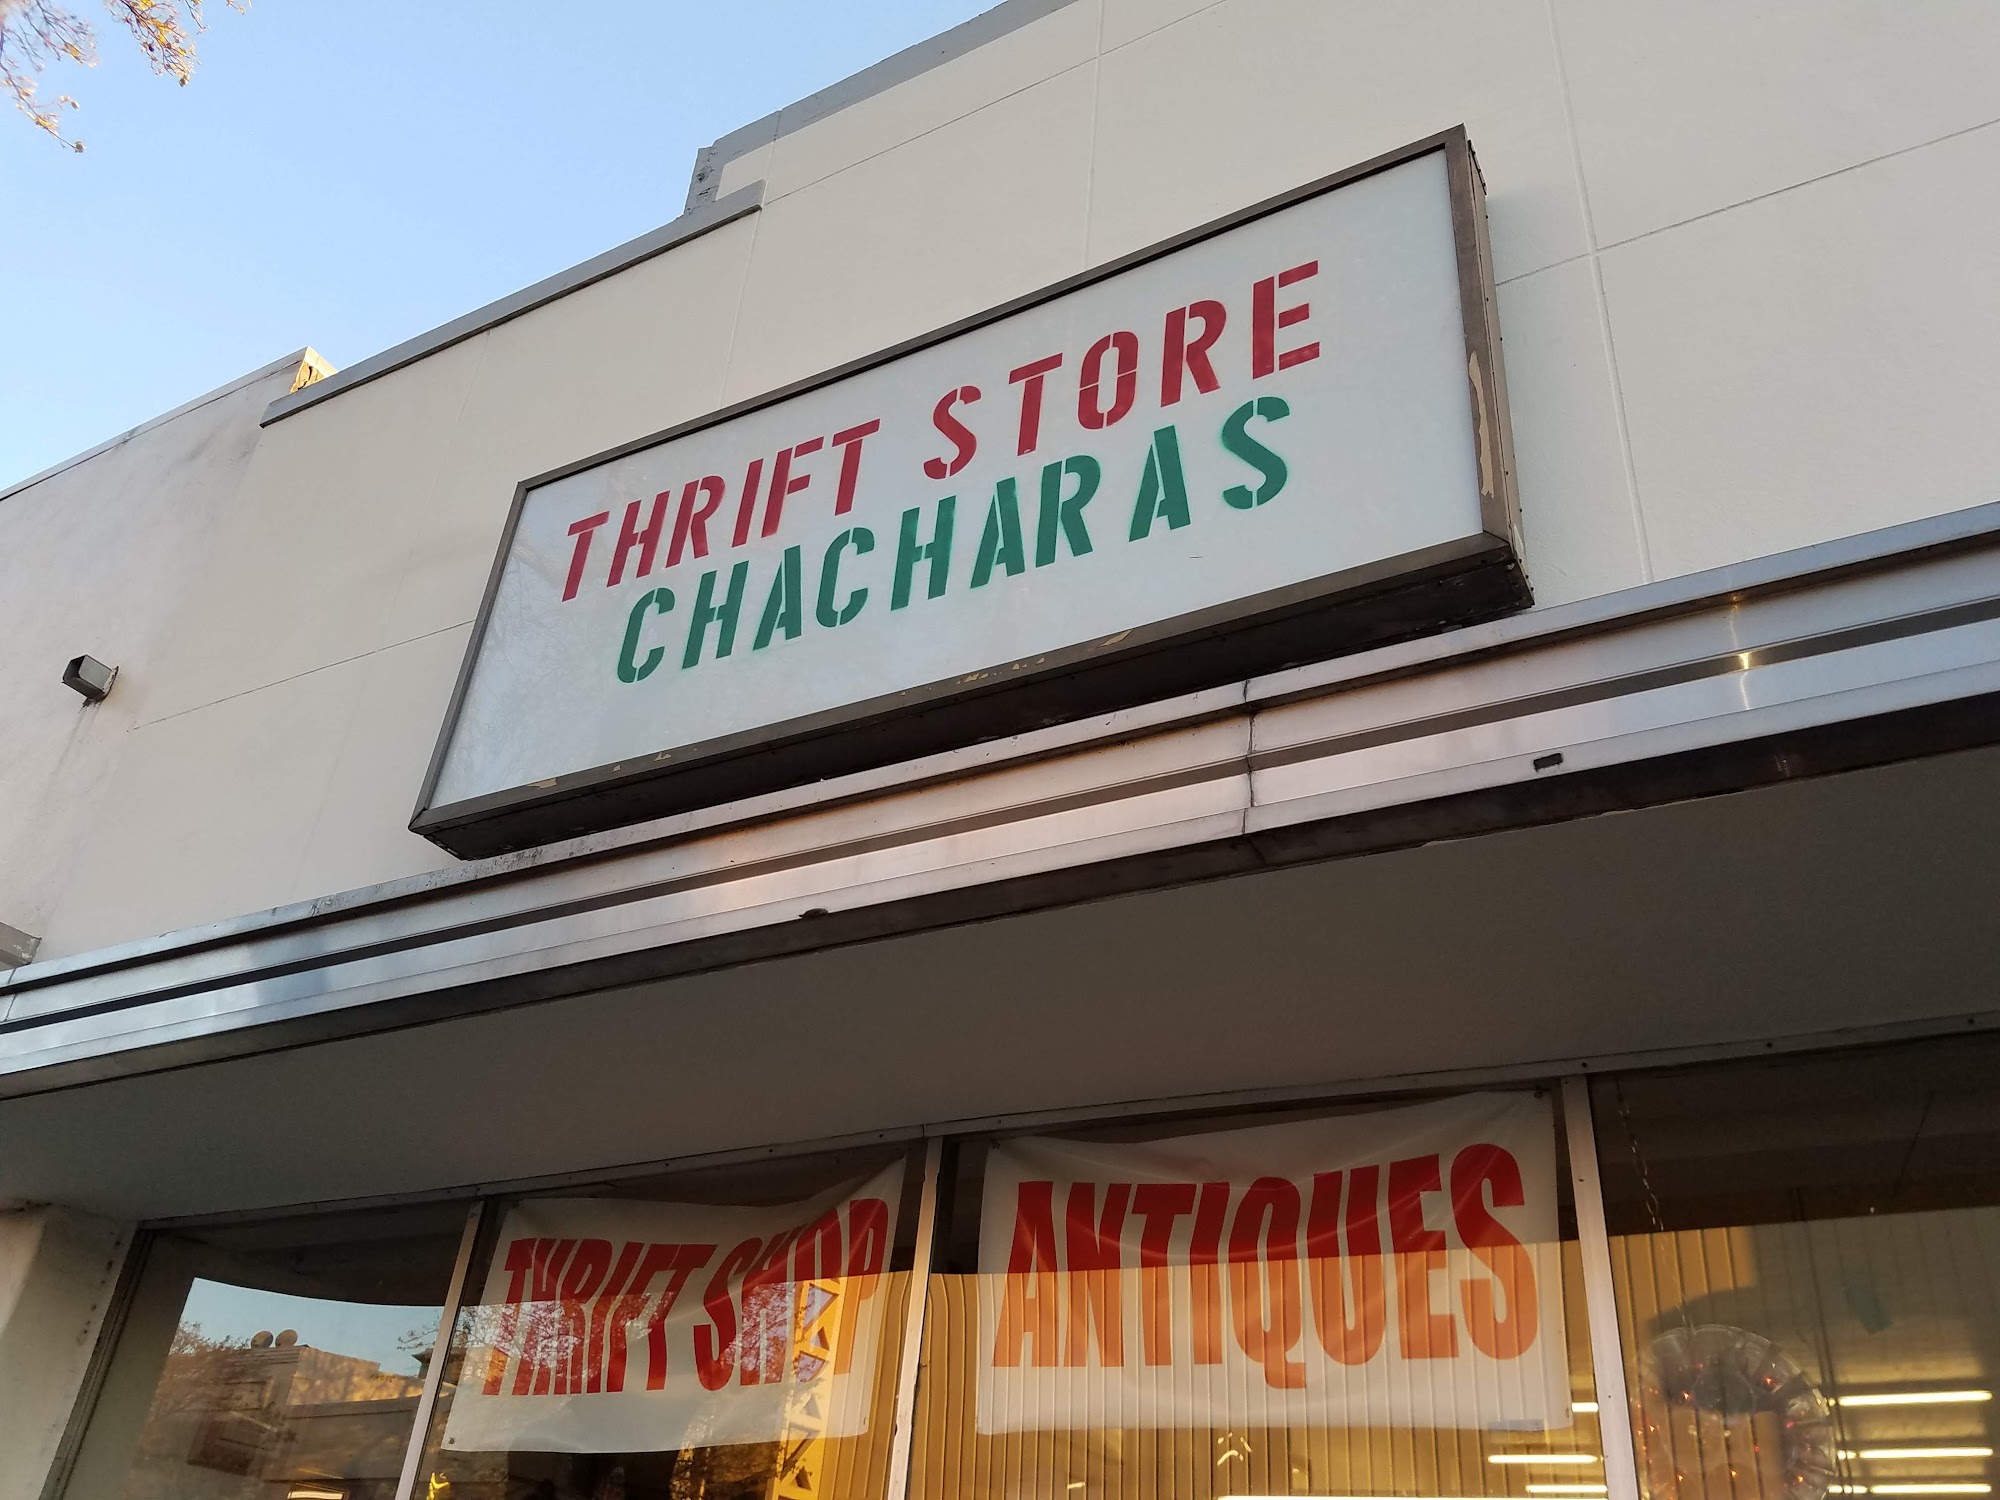 THRIFT STORE
CHACHARAS
THRIFT SHOP
ANTIQUES